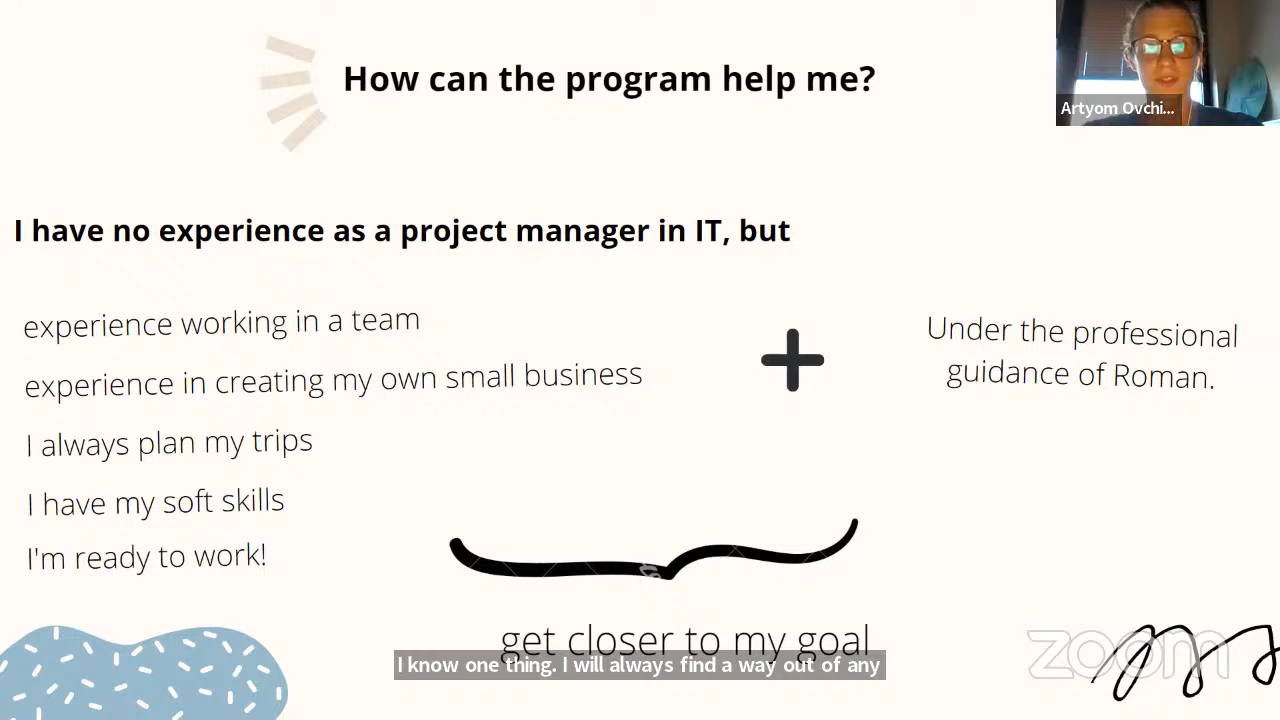 How can the program help me?
Artyom Ovchi...
I have no experience as a project manager in IT, but
experience working in a team
experience in creating my own small business
I always plan my trips
I have my soft skills
I'm ready to work!
Under the professional
guidance of Roman.
get closer to my goal
I know one thing. I will always find a way out of any
zoom